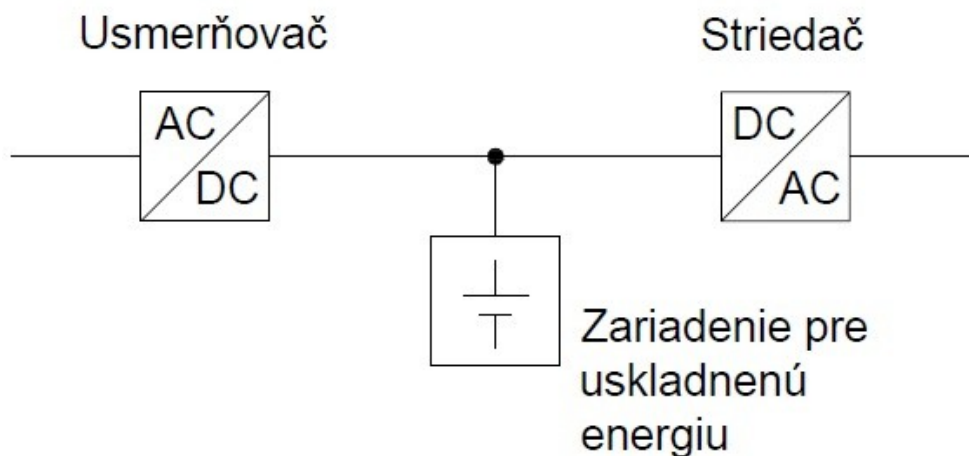 Usmerňovač
Striedač
AC
DC
DC
AC
Zariadenie pre
uskladnenú
energiu